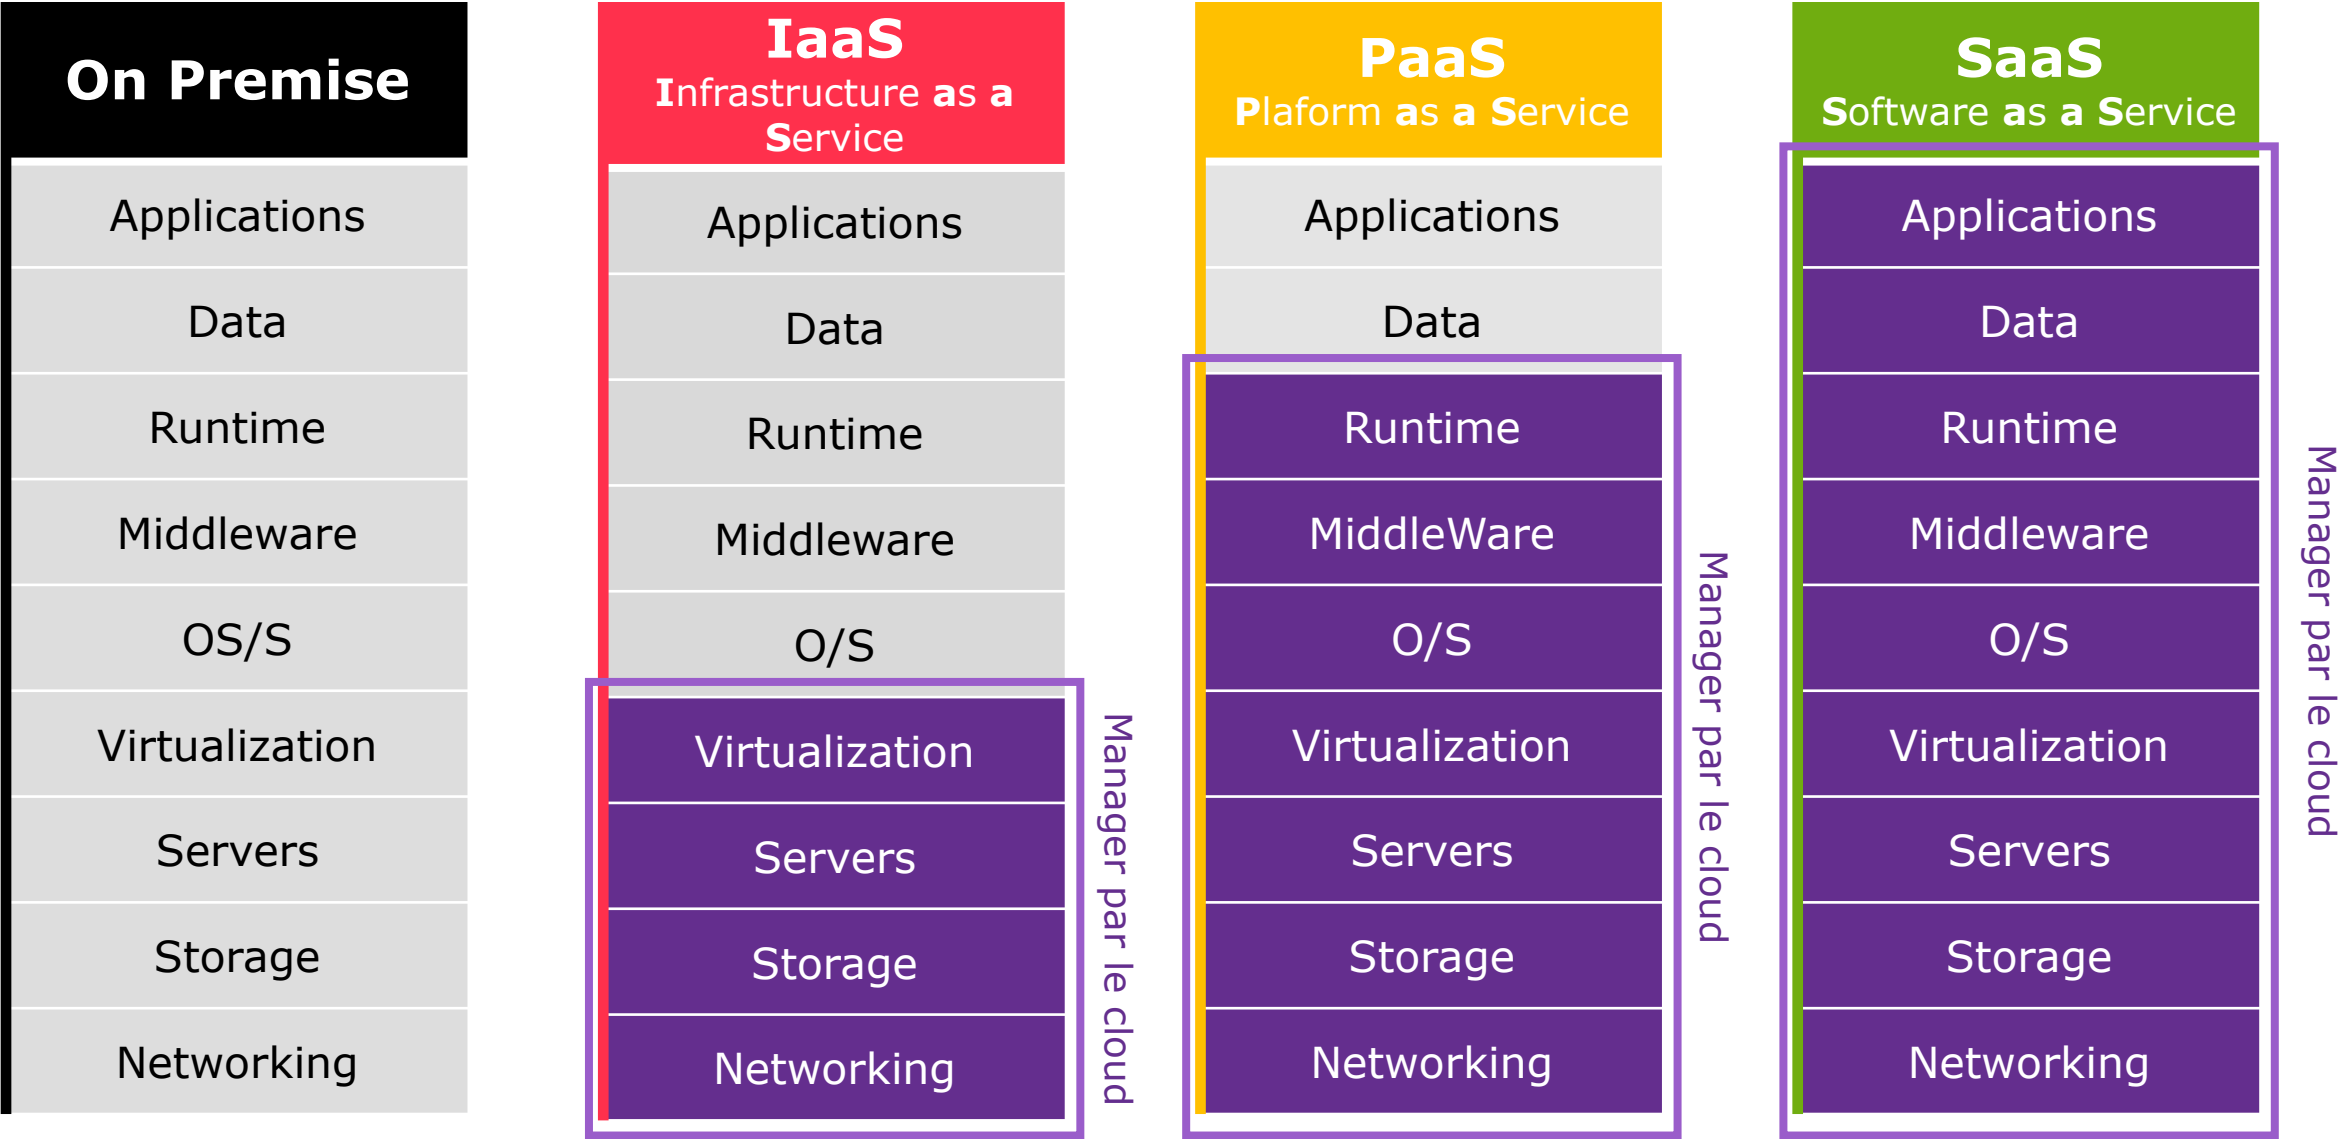 On Premise
Applications
Data
Runtime
Middleware
OS/S
Virtualization
Servers
Storage
Networking
IaaS
Infrastructure as a
Service
Applications
Data
Runtime
Middleware
O/S
Virtualization
Servers
Storage
Networking
Manager par le cloud
PaaS
Plaform as a Service
Applications
Data
Runtime
MiddleWare
O/S
Virtualization
Servers
Storage
Networking
Manager par le cloud
SaaS
Software as a Service
Applications
Data
Runtime
Middleware
O/S
Virtualization
Servers
Storage
Networking
Manager par le cloud